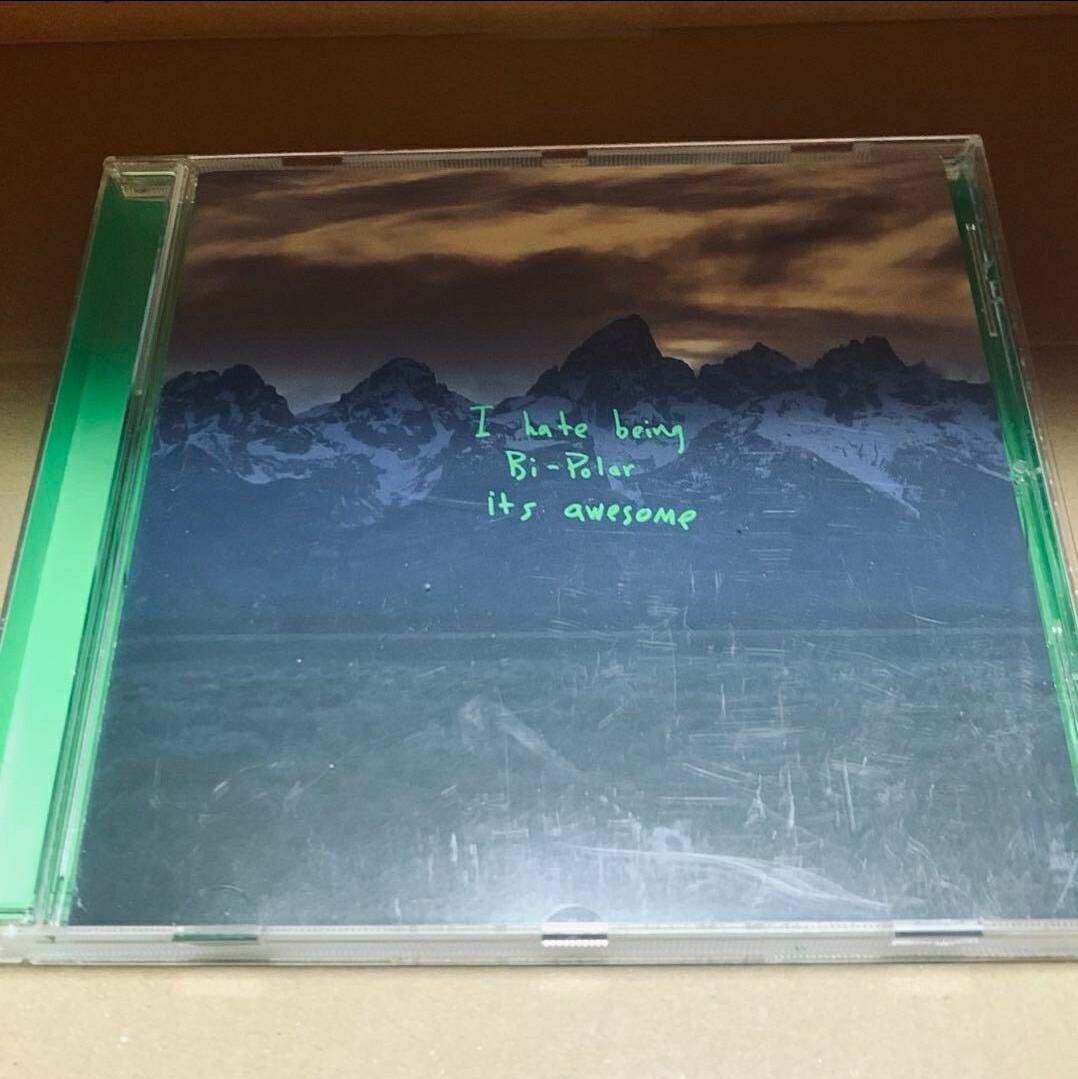 I hate being
Bi-Polar
its awesome